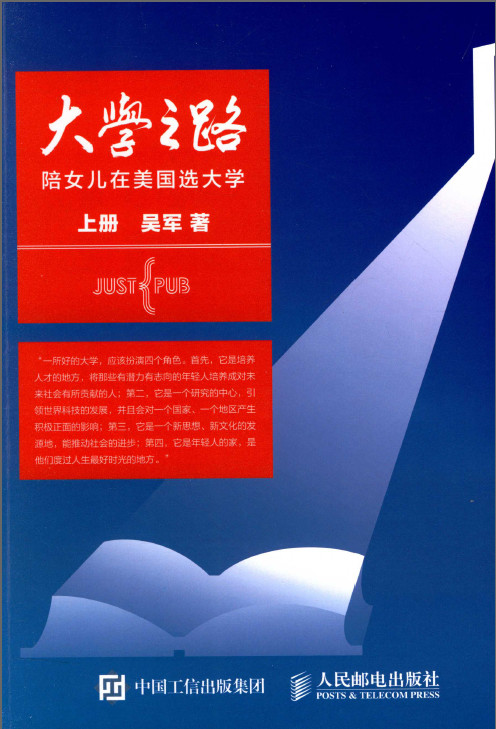 大學之路
陪女儿在美国选大学
上册 吴军 著
JUST PUB
“一所好的大学，应该扮演四个角色。首先，它是培养
人才的地方，将那些有潜力有志向的年轻人培养成对未
来社会有所贡献的人；第二，它是一个研究的中心，引
领世界科技的发展，并且会对一个国家、一个地区产生
积极正面的影响；第三，它是一个新思想、新文化的发
源地，能推动社会的进步；第四，它是年轻人的家，是
他们度过人生最好时光的地方。”
中国工信出版集团 人民邮电出版社
POSTS & TELECOM PRESS